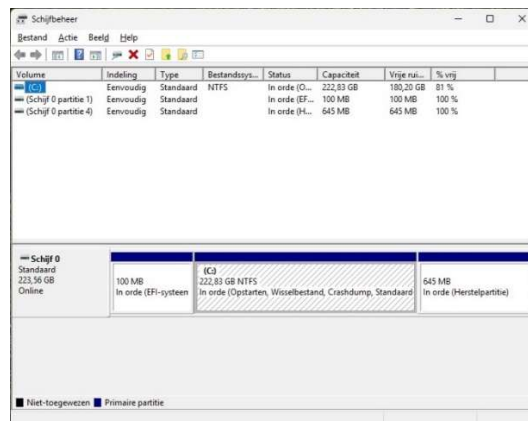 Schijfbeheer
Bestand Actie Beeld Help
Volume Indeling Type Bestandssys... Status Capaciteit Vrije rui... % vrij
(C:) Eenvoudig Standaard NTFS In orde (O... 222,83 GB 180,20 GB 81 %
(Schijf 0 partitie 1) Eenvoudig Standaard In orde (EF... 100 MB 100 MB 100 %
(Schijf 0 partitie 4) Eenvoudig Standaard In orde (H... 645 MB 645 MB 100 %
Schijf 0
Standaard
223,56 GB
Online
100 MB
In orde (EFI-systeen
(C:)
222,83 GB NTFS
In orde (Opstarten, Wisselbestand, Crashdump, Standaard
645 MB
In orde (Herstelpartitie)
Niet-toegewezen Primaire partitie